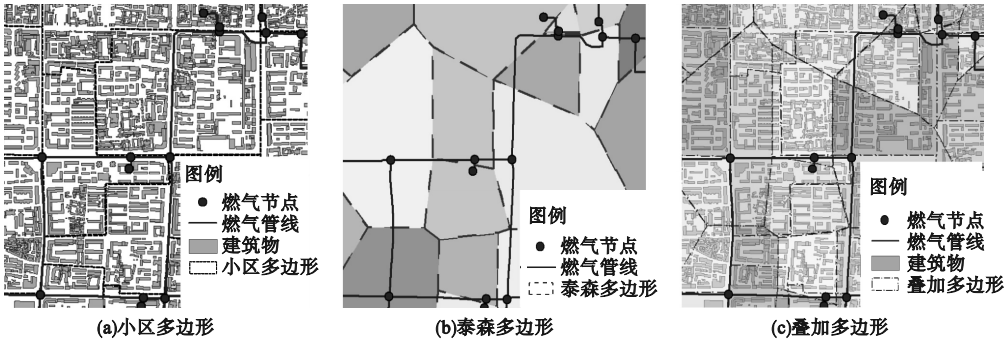 图例
燃气节点
燃气管线
建筑物
小区多边形
(a)小区多边形
图例
燃气节点
燃气管线
泰森多边形
(b)泰森多边形
图例
燃气节点
燃气管线
建筑物
叠加多边形
(c)叠加多边形